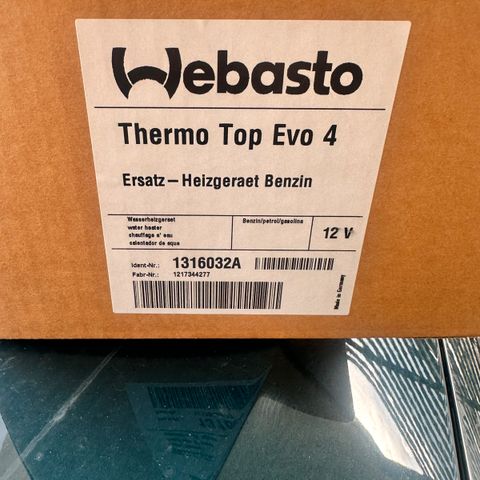 Webasto
Thermo Top Evo 4
Ersatz–Heizgeraet Benzin
Wasserheizgeraet
water heater
chauffage a' eau
calentador de aqua
Benzin/petrol/gasoline
12 V
Ident-Nr.: 1316032A
Fabr-Nr.: 1217344277
Made in Germany